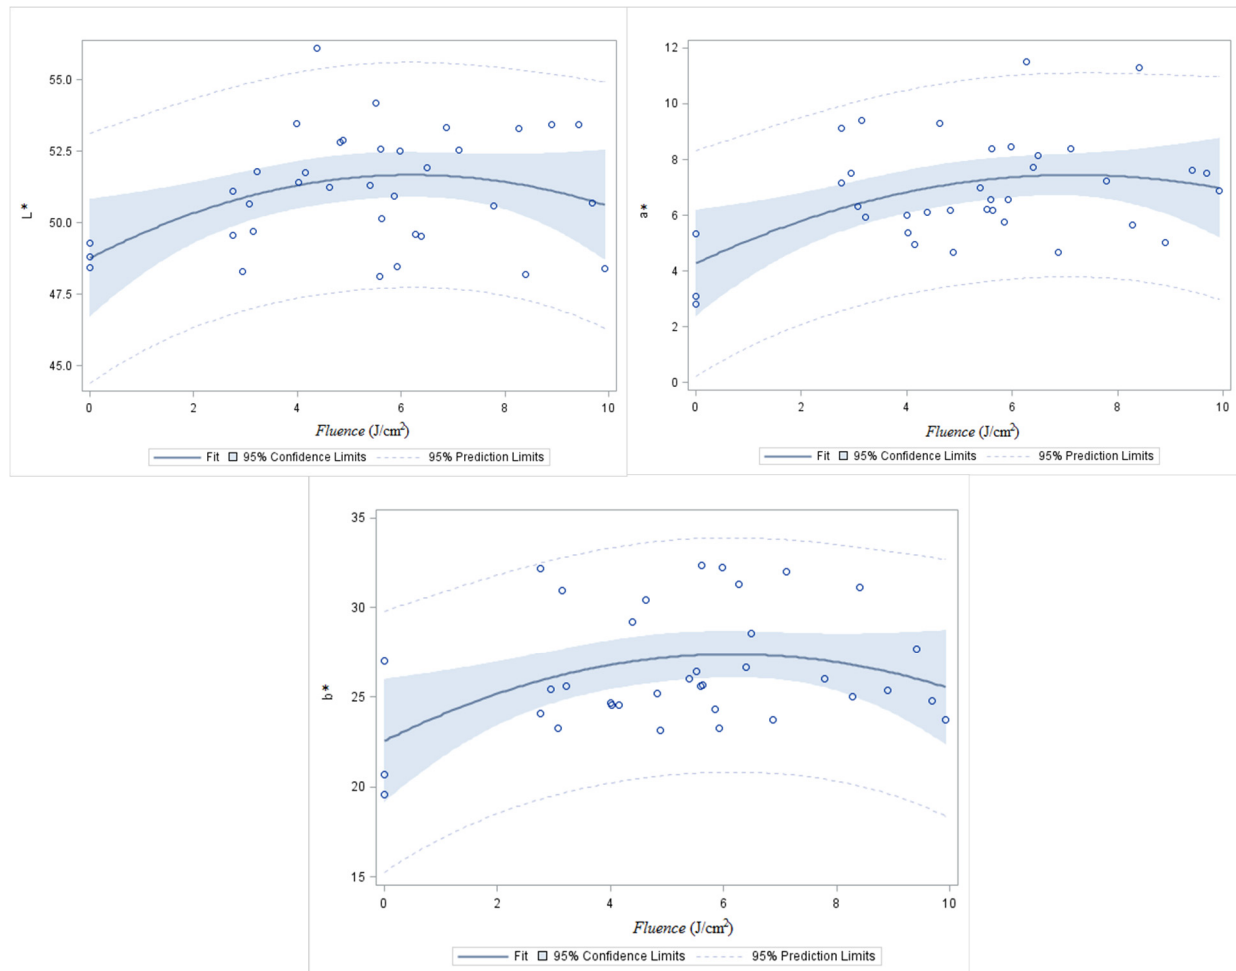 55.0
52.5
50.0
47.5
45.0
L*
0 2 4 6 8 10
Fluence (J/cm²)
Fit 95% Confidence Limits 95% Prediction Limits
12
10
8
6
4
2
0
a*
0 2 4 6 8 10
Fluence (J/cm²)
Fit 95% Confidence Limits 95% Prediction Limits
35
30
25
20
15
b*
0 2 4 6 8 10
Fluence (J/cm²)
Fit 95% Confidence Limits 95% Prediction Limits